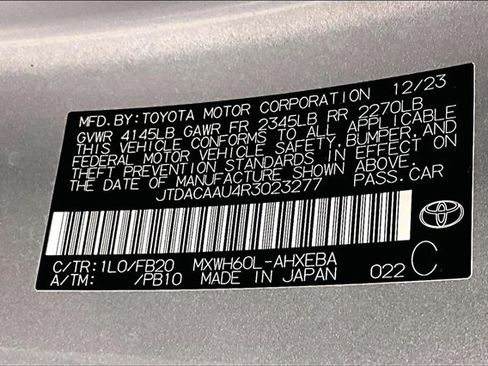 MFD. BY: TOYOTA MOTOR CORPORATION 12/23
GVWR 4145LB GAWR FR 2345LB RR 2270LB
THIS VEHICLE CONFORMS TO ALL APPLICABLE
FEDERAL MOTOR VEHICLE SAFETY, BUMPER, AND
THEFT PREVENTION STANDARDS IN EFFECT ON
THE DATE OF MANUFACTURE SHOWN ABOVE.
JTDACAAU4R3023277 PASS. CAR
C/TR: 1L0/FB20 MXWH60L-AHXEBA
A/TM: /PB10 MADE IN JAPAN 022 C